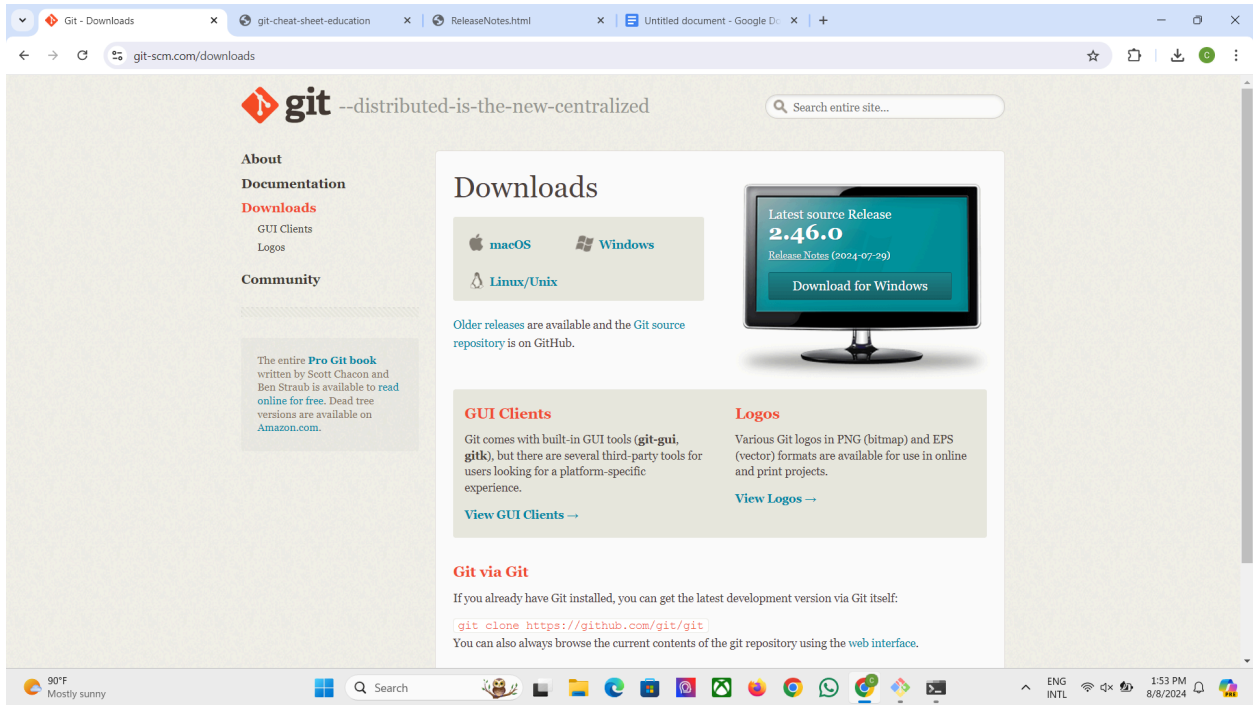 Git - Downloads
git-cheat-sheet-education
ReleaseNotes.html
Untitled document - Google Do
git-scm.com/downloads
C
git --distributed-is-the-new-centralized
Search entire site...
About
Documentation
Downloads
GUI Clients
Logos
Community
The entire Pro Git book
written by Scott Chacon and
Ben Straub is available to read
online for free. Dead tree
versions are available on
Amazon.com.
Downloads
macOS
Windows
Linux/Unix
Older releases are available and the Git source
repository is on GitHub.
Latest source Release
2.46.0
Release Notes (2024-07-29)
Download for Windows
GUI Clients
Git comes with built-in GUI tools (git-gui,
gitk), but there are several third-party tools for
users looking for a platform-specific
experience.
View GUI Clients →
Logos
Various Git logos in PNG (bitmap) and EPS
(vector) formats are available for use in online
and print projects.
View Logos →
Git via Git
If you already have Git installed, you can get the latest development version via Git itself:
git clone https://github.com/git/git
You can also always browse the current contents of the git repository using the web interface.
90°F
Mostly sunny
Search
C
ENG
INTL
1:53 PM
8/8/2024
PRE